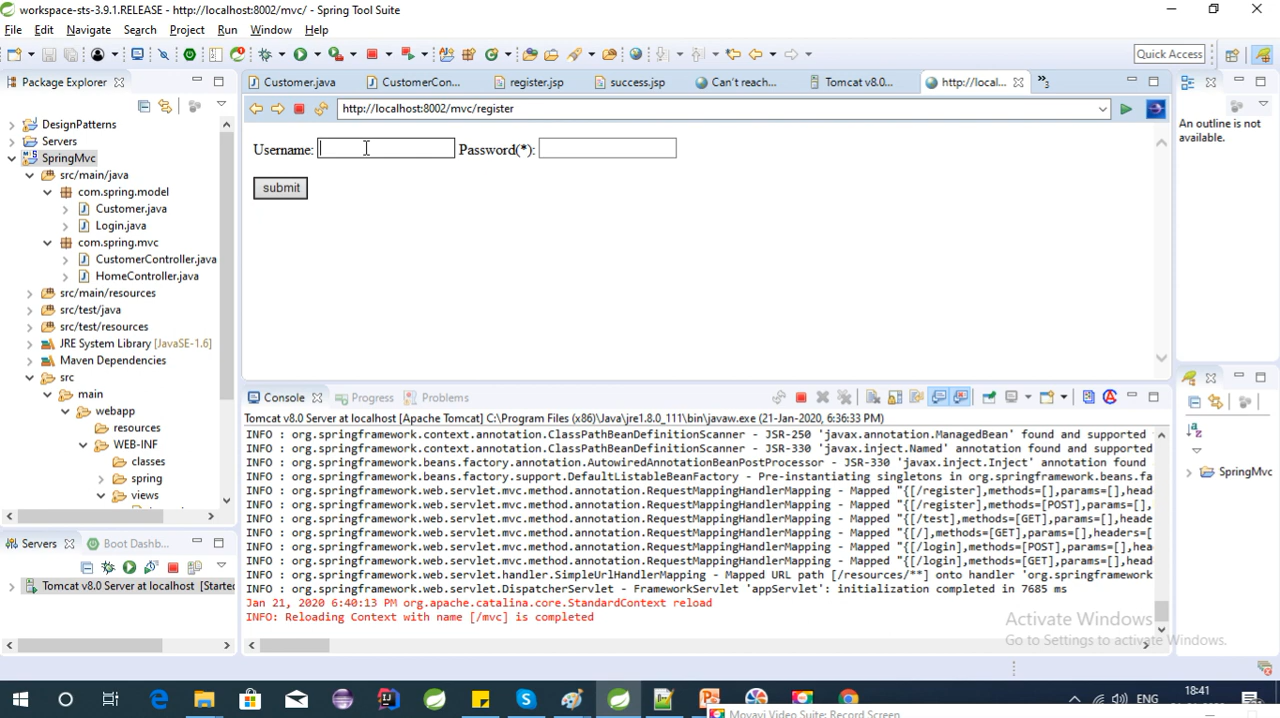 workspace-sts-3.9.1.RELEASE - http://localhost:8002/mvc/ - Spring Tool Suite
File Edit Navigate Search Project Run Window Help
Quick Access
Package Explorer
Customer.java CustomerCon... register.jsp success.jsp Can't reach... Tomcat v8.0... http://local...
http://localhost:8002/mvc/register
An outline is not
available.
DesignPatterns
Servers
SpringMvc
src/main/java
com.spring.model
Customer.java
Login.java
com.spring.mvc
CustomerController.java
HomeController.java
src/main/resources
src/test/java
src/test/resources
JRE System Library [JavaSE-1.6]
Maven Dependencies
src
main
webapp
resources
WEB-INF
classes
spring
views
Username: Password(*):
submit
Servers Boot Dashb...
Tomcat v8.0 Server at localhost [Started
Console Progress Problems
Tomcat v8.0 Server at localhost [Apache Tomcat] C:\Program Files (x86)\Java\jre1.8.0_111\bin\javaw.exe (21-Jan-2020, 6:36:33 PM)
INFO : org.springframework.context.annotation.ClassPathBeanDefinitionScanner - JSR-250 'javax.annotation.ManagedBean' found and supported
INFO : org.springframework.context.annotation.ClassPathBeanDefinitionScanner - JSR-330 'javax.inject.Named' annotation found and supported
INFO : org.springframework.beans.factory.annotation.AutowiredAnnotationBeanPostProcessor - JSR-330 'javax.inject.Inject' annotation found
INFO : org.springframework.beans.factory.support.DefaultListableBeanFactory - Pre-instantiating singletons in org.springframework.beans.fa
INFO : org.springframework.web.servlet.mvc.method.annotation.RequestMappingHandlerMapping - Mapped "{[/register],methods=[],params=[],head
INFO : org.springframework.web.servlet.mvc.method.annotation.RequestMappingHandlerMapping - Mapped "{[/register],methods=[POST],params=[],
INFO : org.springframework.web.servlet.mvc.method.annotation.RequestMappingHandlerMapping - Mapped "{[/test],methods=[GET],params=[],heade
INFO : org.springframework.web.servlet.mvc.method.annotation.RequestMappingHandlerMapping - Mapped "{[/],methods=[GET],params=[],headers=[
INFO : org.springframework.web.servlet.mvc.method.annotation.RequestMappingHandlerMapping - Mapped "{[/login],methods=[POST],params=[],hea
INFO : org.springframework.web.servlet.mvc.method.annotation.RequestMappingHandlerMapping - Mapped "{[/login],methods=[GET],params=[],head
INFO : org.springframework.web.servlet.handler.SimpleUrlHandlerMapping - Mapped URL path [/resources/**] onto handler 'org.springframework
INFO : org.springframework.web.servlet.DispatcherServlet - FrameworkServlet 'appServlet': initialization completed in 7685 ms
Jan 21, 2020 6:40:13 PM org.apache.catalina.core.StandardContext reload
INFO: Reloading Context with name [/mvc] is completed
SpringMv
Activate Windows
Go to Settings to activate Windows.
ENG 18:41
Movavi Video Suite: Record Screen